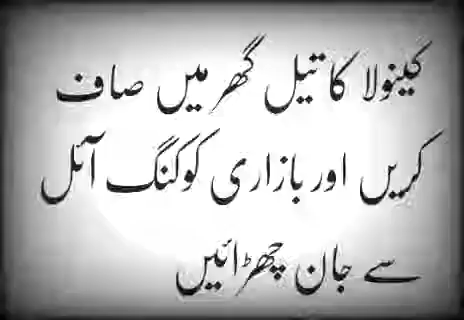 کینولا کا تیل گھر میں صاف
کریں اور بازاری کوکنگ آئل
سے جان چھڑائیں